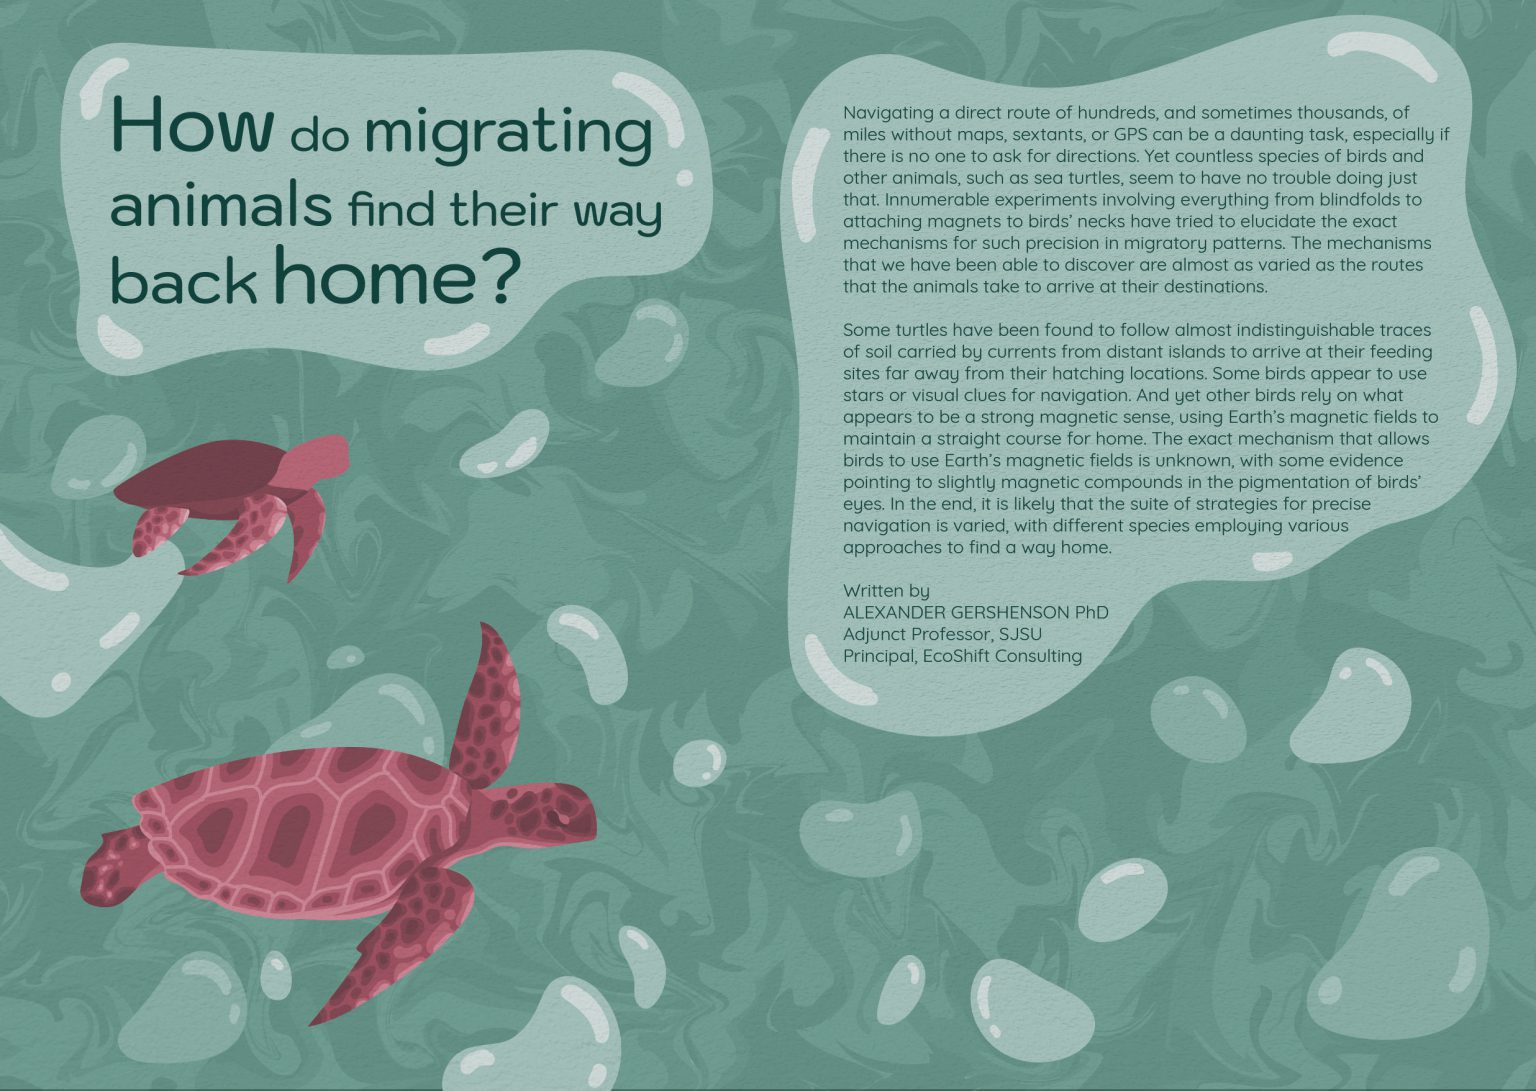 How do migrating
animals find their way
back home?
Navigating a direct route of hundreds, and sometimes thousands, of
miles without maps, sextants, or GPS can be a daunting task, especially if
there is no one to ask for directions. Yet countless species of birds and
other animals, such as sea turtles, seem to have no trouble doing just
that. Innumerable experiments involving everything from blindfolds to
attaching magnets to birds’ necks have tried to elucidate the exact
mechanisms for such precision in migratory patterns. The mechanisms
that we have been able to discover are almost as varied as the routes
that the animals take to arrive at their destinations.
Some turtles have been found to follow almost indistinguishable traces
of soil carried by currents from distant islands to arrive at their feeding
sites far away from their hatching locations. Some birds appear to use
stars or visual clues for navigation. And yet other birds rely on what
appears to be a strong magnetic sense, using Earth’s magnetic fields to
maintain a straight course for home. The exact mechanism that allows
birds to use Earth’s magnetic fields is unknown, with some evidence
pointing to slightly magnetic compounds in the pigmentation of birds’
eyes. In the end, it is likely that the suite of strategies for precise
navigation is varied, with different species employing various
approaches to find a way home.
Written by
ALEXANDER GERSHENSON PhD
Adjunct Professor, SJSU
Principal, EcoShift Consulting